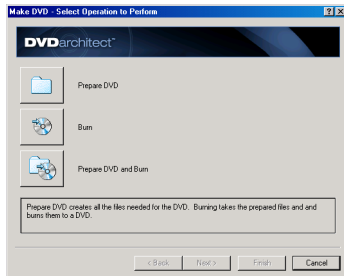 Make DVD - Select Operation to Perform
DVDarchitect™
Prepare DVD
Burn
Prepare DVD and Burn
Prepare DVD creates all the files needed for the DVD. Burning takes the prepared files and and
burns them to a DVD.
< Back Next > Finish Cancel